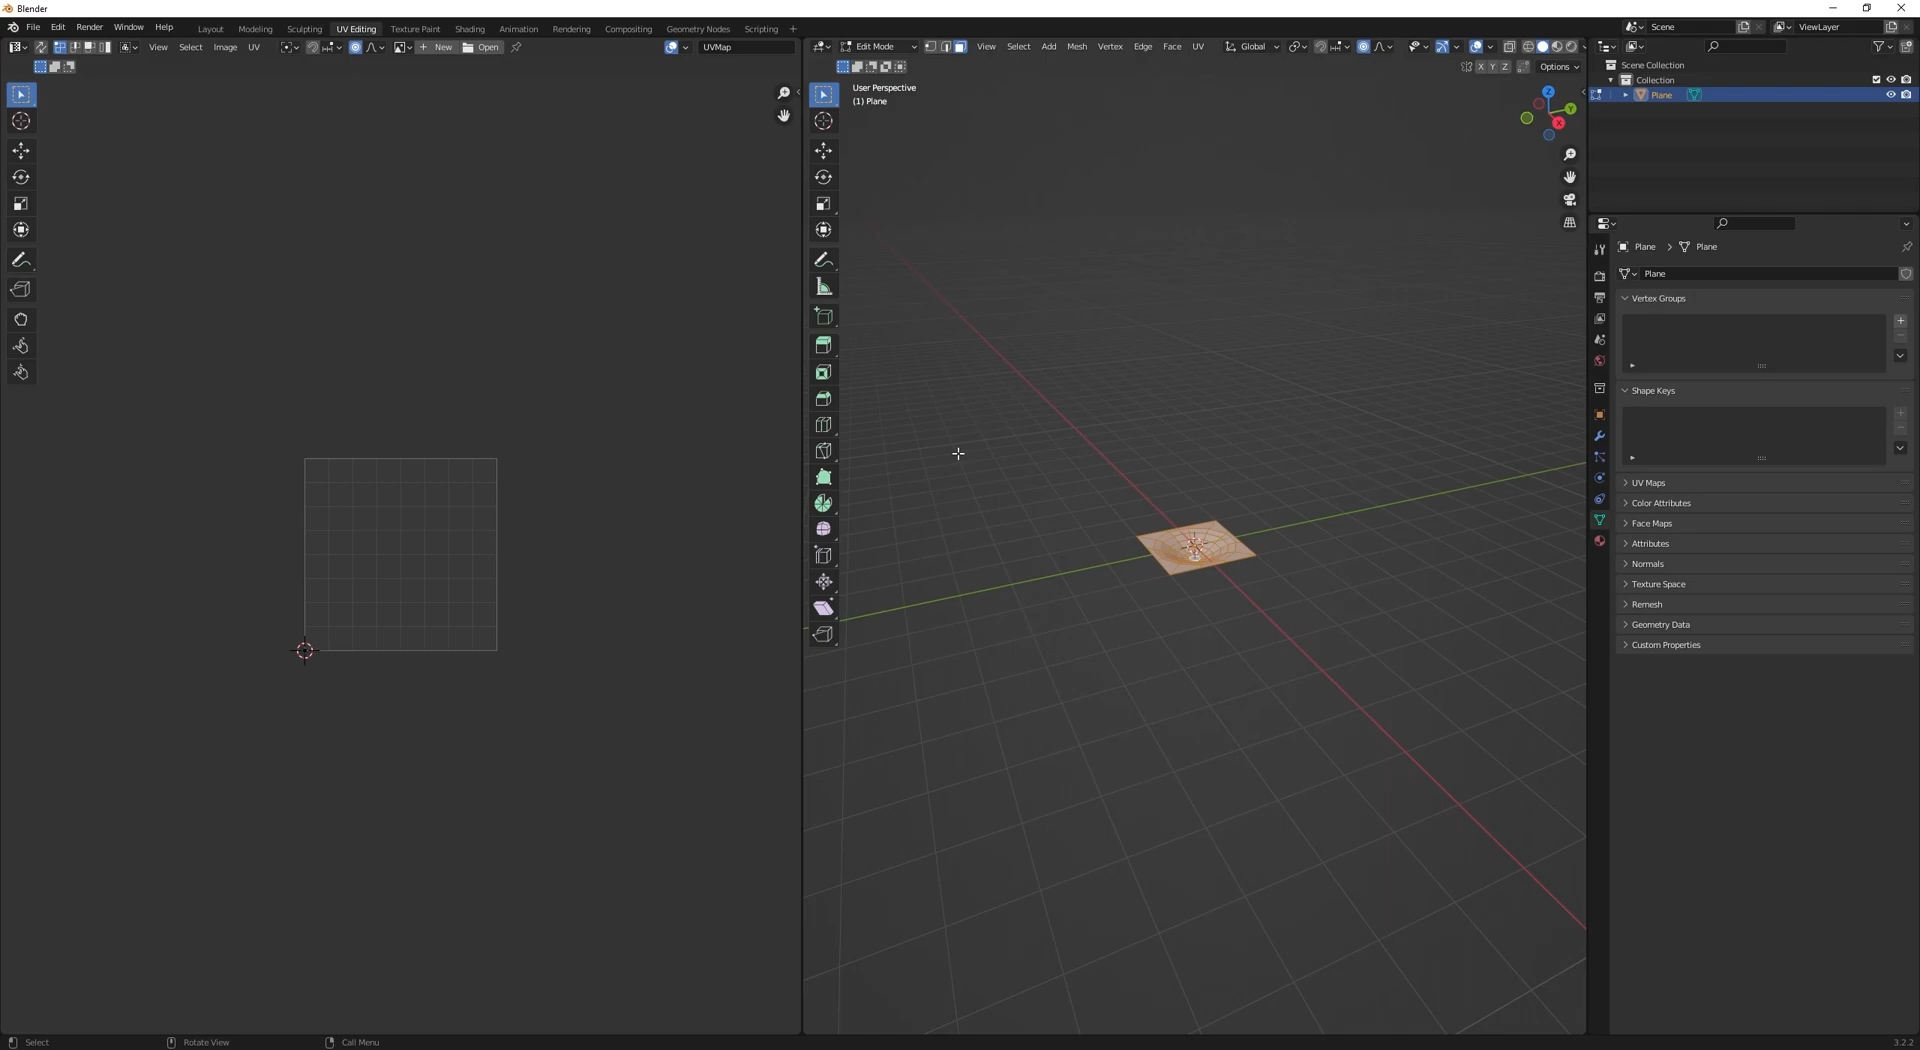 Blender
File Edit Render Window Help Layout Modeling Sculpting UV Editing Texture Paint Shading Animation Rendering Compositing Geometry Nodes Scripting + Scene ViewLayer
View Select Image UV New Open UVMap
Edit Mode View Select Add Mesh Vertex Edge Face UV Global
X Y Z Options
User Perspective
(1) Plane
Z
Y
X
Scene Collection
Collection
Plane
Plane > Plane
Plane
Vertex Groups
Shape Keys
UV Maps
Color Attributes
Face Maps
Attributes
Normals
Texture Space
Remesh
Geometry Data
Custom Properties
Select Rotate View Call Menu 3.2.2